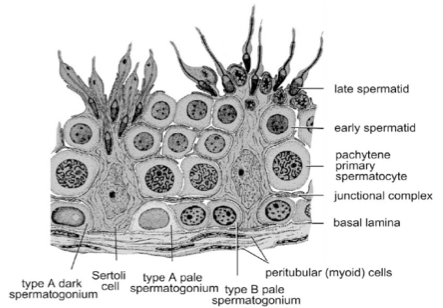 late spermatid
early spermatid
pachytene
primary
spermatocyte
junctional complex
basal lamina
peritubular (myoid) cells
type A dark
spermatogonium
Sertoli
cell
type A pale
spermatogonium
type B pale
spermatogonium